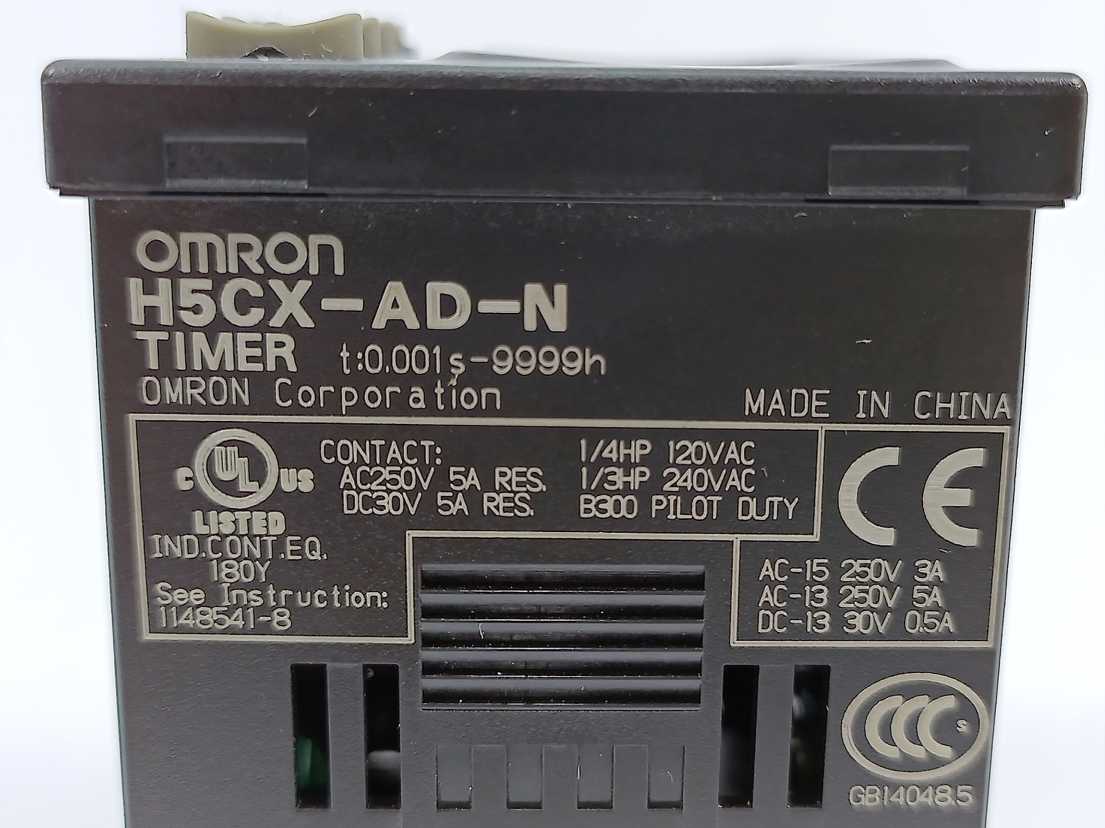 OMRON
H5CX-AD-N
TIMER t:0.001s-9999h
OMRON Corporation
MADE IN CHINA
C UL US
LISTED
IND.CONT.EQ.
180Y
See Instruction:
1148541-8
CONTACT:
AC250V 5A RES.
DC30V 5A RES.
1/4HP 120VAC
1/3HP 240VAC
B300 PILOT DUTY
CE
AC-15 250V 3A
AC-13 250V 5A
DC-13 30V 0.5A
CCC S
GB14048.5